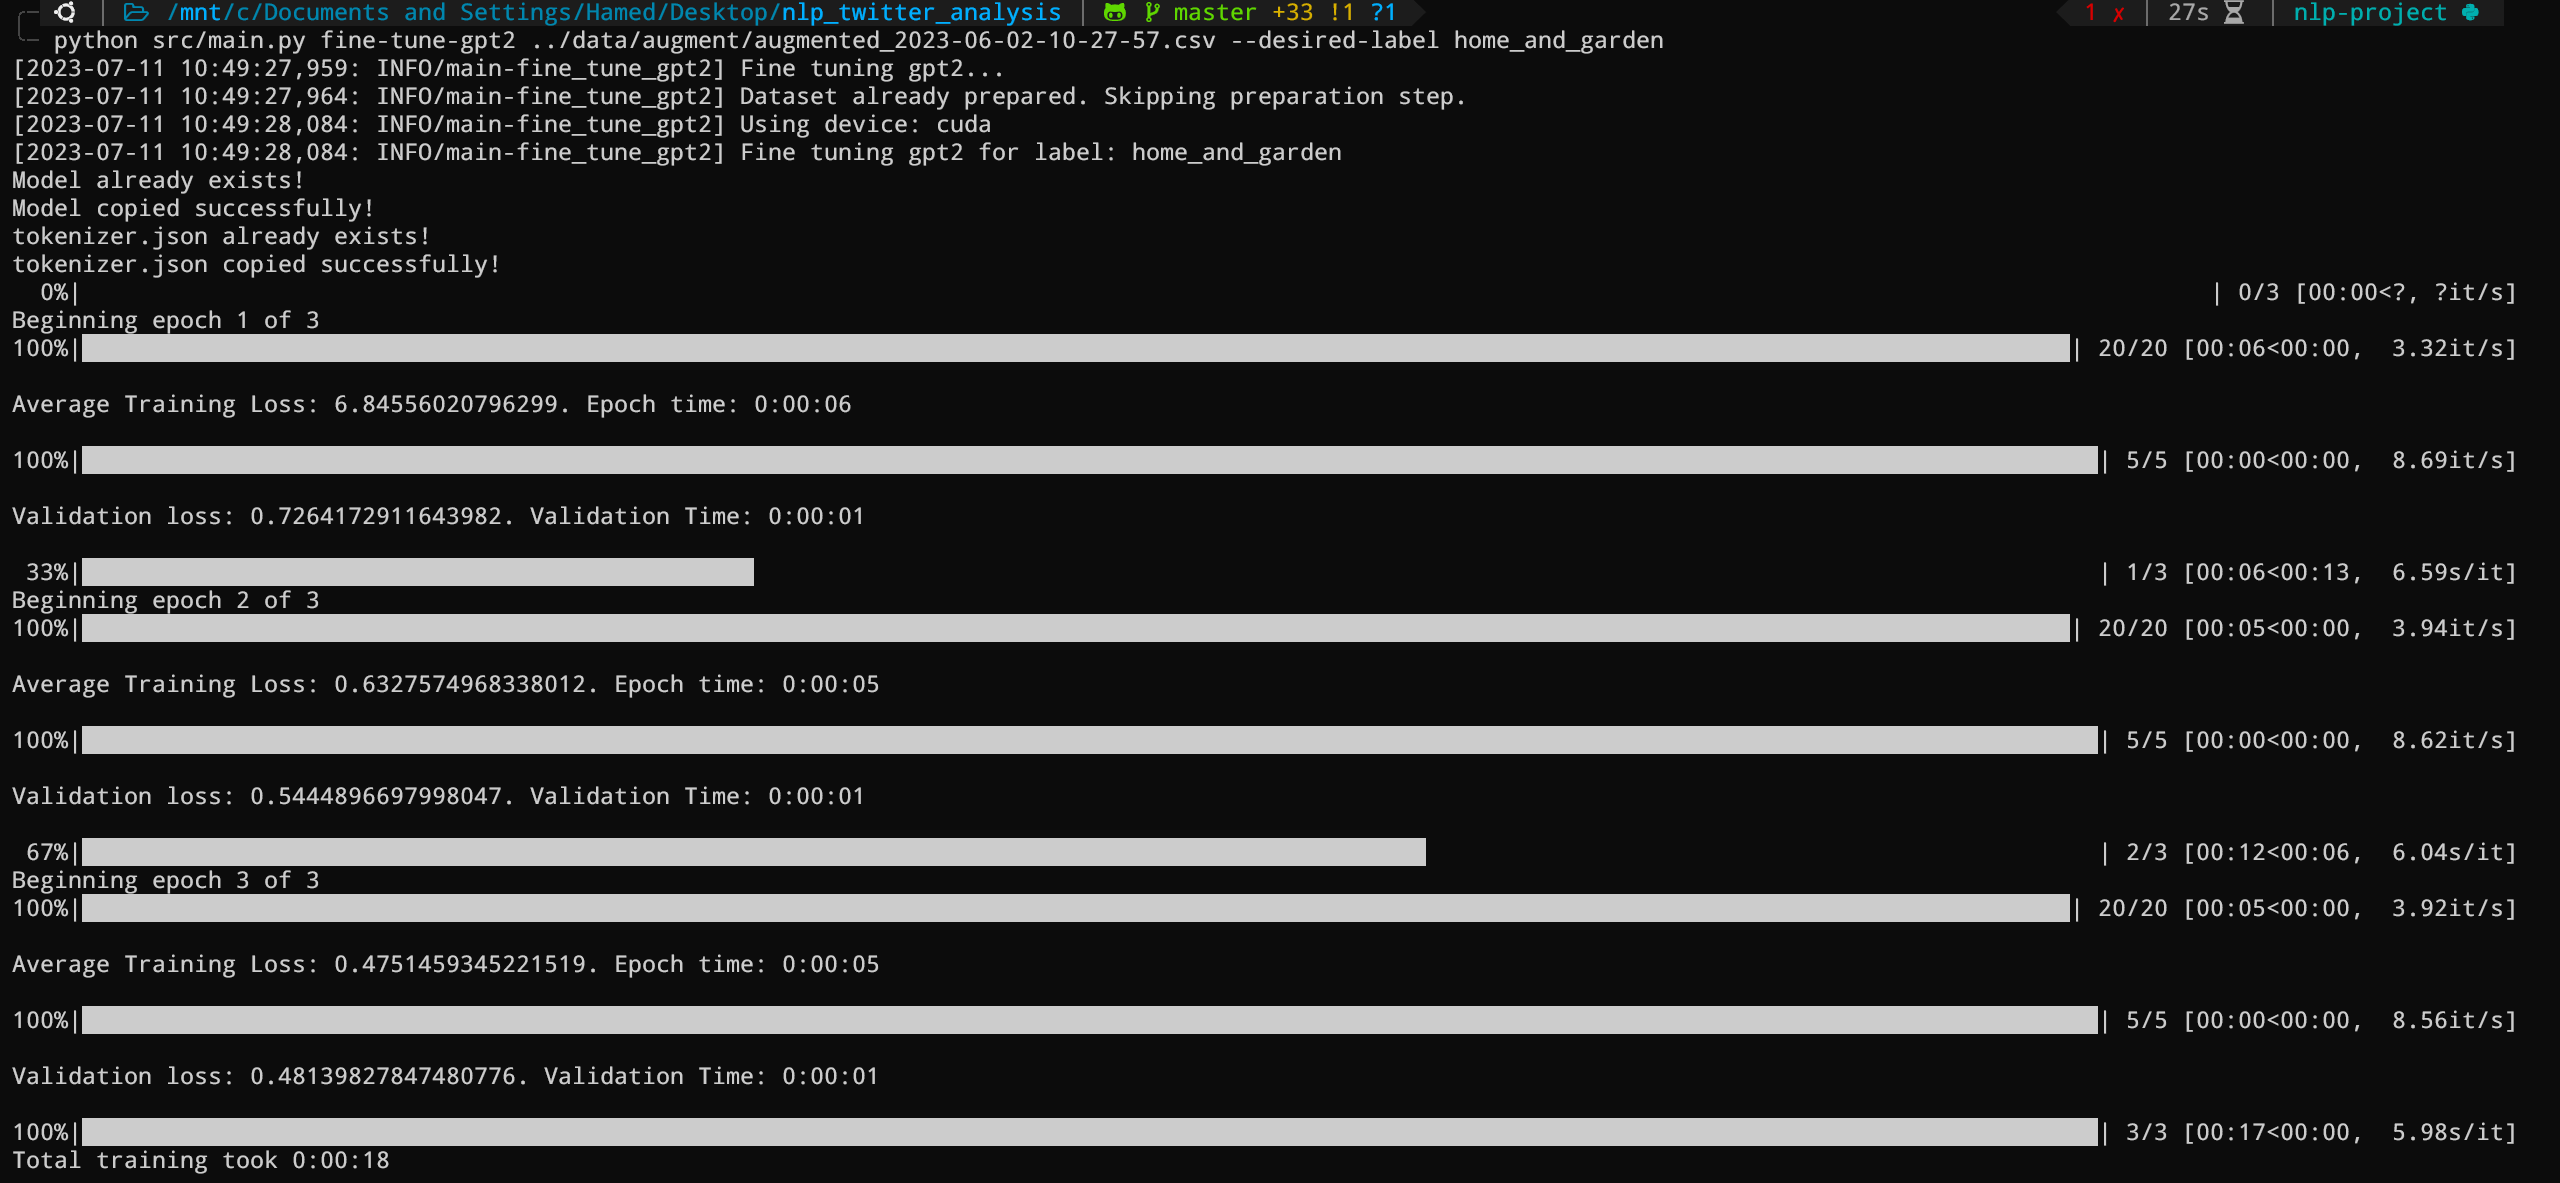 /mnt/c/Documents and Settings/Hamed/Desktop/nlp_twitter_analysis | master +33 !1 ?1 1 ✗ | 27s | nlp-project
python src/main.py fine-tune-gpt2 ../data/augment/augmented_2023-06-02-10-27-57.csv --desired-label home_and_garden
[2023-07-11 10:49:27,959: INFO/main-fine_tune_gpt2] Fine tuning gpt2...
[2023-07-11 10:49:27,964: INFO/main-fine_tune_gpt2] Dataset already prepared. Skipping preparation step.
[2023-07-11 10:49:28,084: INFO/main-fine_tune_gpt2] Using device: cuda
[2023-07-11 10:49:28,084: INFO/main-fine_tune_gpt2] Fine tuning gpt2 for label: home_and_garden
Model already exists!
Model copied successfully!
tokenizer.json already exists!
tokenizer.json copied successfully!
0%| | 0/3 [00:00<?, ?it/s]
Beginning epoch 1 of 3
100%| | 20/20 [00:06<00:00, 3.32it/s]
Average Training Loss: 6.84556020796299. Epoch time: 0:00:06
100%| | 5/5 [00:00<00:00, 8.69it/s]
Validation loss: 0.7264172911643982. Validation Time: 0:00:01
33%| | 1/3 [00:06<00:13, 6.59s/it]
Beginning epoch 2 of 3
100%| | 20/20 [00:05<00:00, 3.94it/s]
Average Training Loss: 0.6327574968338012. Epoch time: 0:00:05
100%| | 5/5 [00:00<00:00, 8.62it/s]
Validation loss: 0.5444896697998047. Validation Time: 0:00:01
67%| | 2/3 [00:12<00:06, 6.04s/it]
Beginning epoch 3 of 3
100%| | 20/20 [00:05<00:00, 3.92it/s]
Average Training Loss: 0.4751459345221519. Epoch time: 0:00:05
100%| | 5/5 [00:00<00:00, 8.56it/s]
Validation loss: 0.48139827847480776. Validation Time: 0:00:01
100%| | 3/3 [00:17<00:00, 5.98s/it]
Total training took 0:00:18